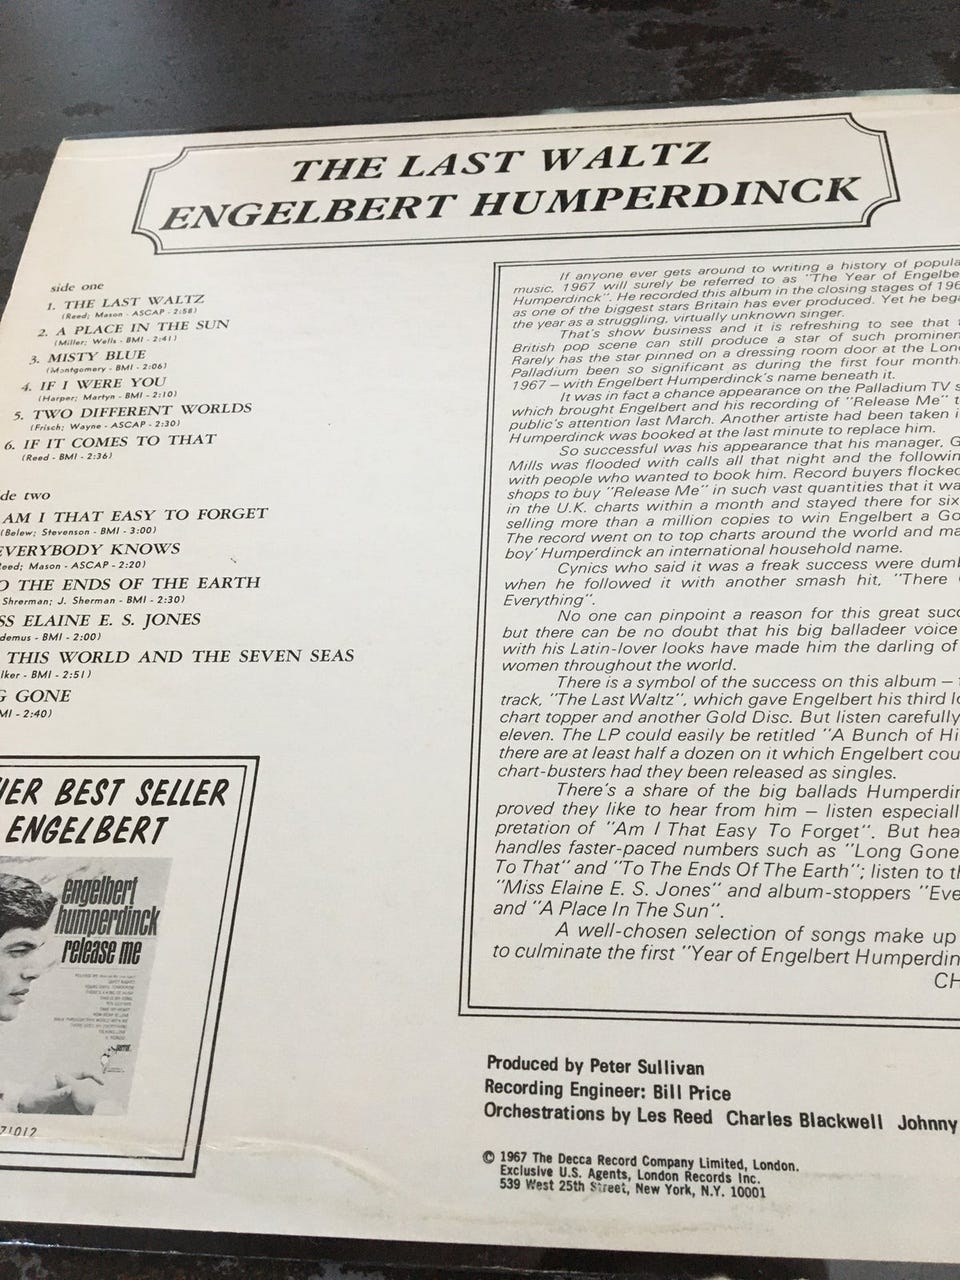 THE LAST WALTZ
ENGELBERT HUMPERDINCK
side one
1. THE LAST WALTZ
(Reed; Mason - ASCAP - 2:58)
2. A PLACE IN THE SUN
(Miller; Wells - BMI - 2:41)
3. MISTY BLUE
(Montgomery - BMI - 2:06)
4. IF I WERE YOU
(Harper; Martyn - BMI - 2:10)
5. TWO DIFFERENT WORLDS
(Frisch; Wayne - ASCAP - 2:30)
6. IF IT COMES TO THAT
(Reed - BMI - 2:36)
de two
AM I THAT EASY TO FORGET
(Belew; Stevenson - BMI - 3:00)
EVERYBODY KNOWS
eed; Mason - ASCAP - 2:20)
O THE ENDS OF THE EARTH
Shrerman; J. Sherman - BMI - 2:30)
SS ELAINE E. S. JONES
demus - BMI - 2:00)
THIS WORLD AND THE SEVEN SEAS
lker - BMI - 2:51)
G GONE
MI - 2:40)
HER BEST SELLER
ENGELBERT
engelbert
humperdinck
release me
71012
If anyone ever gets around to writing a history of popula
music, 1967 will surely be referred to as "The Year of Engelbe
Humperdinck". He recorded this album in the closing stages of 196
as one of the biggest stars Britain has ever produced. Yet he bega
the year as a struggling, virtually unknown singer.
That's show business and it is refreshing to see that t
British pop scene can still produce a star of such prominen
Rarely has the star pinned on a dressing room door at the Lond
Palladium been so significant as during the first four month
1967 – with Engelbert Humperdinck's name beneath it.
It was in fact a chance appearance on the Palladium TV s
which brought Engelbert and his recording of "Release Me" t
public's attention last March. Another artiste had been taken i
Humperdinck was booked at the last minute to replace him.
So successful was his appearance that his manager, G
Mills was flooded with calls all that night and the followin
with people who wanted to book him. Record buyers flocked
shops to buy "Release Me" in such vast quantities that it wa
in the U.K. charts within a month and stayed there for six
selling more than a million copies to win Engelbert a Go
The record went on to top charts around the world and ma
boy' Humperdinck an international household name.
Cynics who said it was a freak success were dumb
when he followed it with another smash hit, "There G
Everything".
No one can pinpoint a reason for this great succ
but there can be no doubt that his big balladeer voice
with his Latin-lover looks have made him the darling of
women throughout the world.
There is a symbol of the success on this album – t
track, "The Last Waltz", which gave Engelbert his third lo
chart topper and another Gold Disc. But listen carefully
eleven. The LP could easily be retitled "A Bunch of Hi
there are at least half a dozen on it which Engelbert cou
chart-busters had they been released as singles.
There's a share of the big ballads Humperdin
proved they like to hear from him – listen especiall
pretation of "Am I That Easy To Forget". But hea
handles faster-paced numbers such as "Long Gone
To That" and "To The Ends Of The Earth"; listen to th
"Miss Elaine E. S. Jones" and album-stoppers "Eve
and "A Place In The Sun".
A well-chosen selection of songs make up
to culminate the first "Year of Engelbert Humperdin
CH
Produced by Peter Sullivan
Recording Engineer: Bill Price
Orchestrations by Les Reed Charles Blackwell Johnny
© 1967 The Decca Record Company Limited, London.
Exclusive U.S. Agents, London Records Inc.
539 West 25th Street, New York, N.Y. 10001